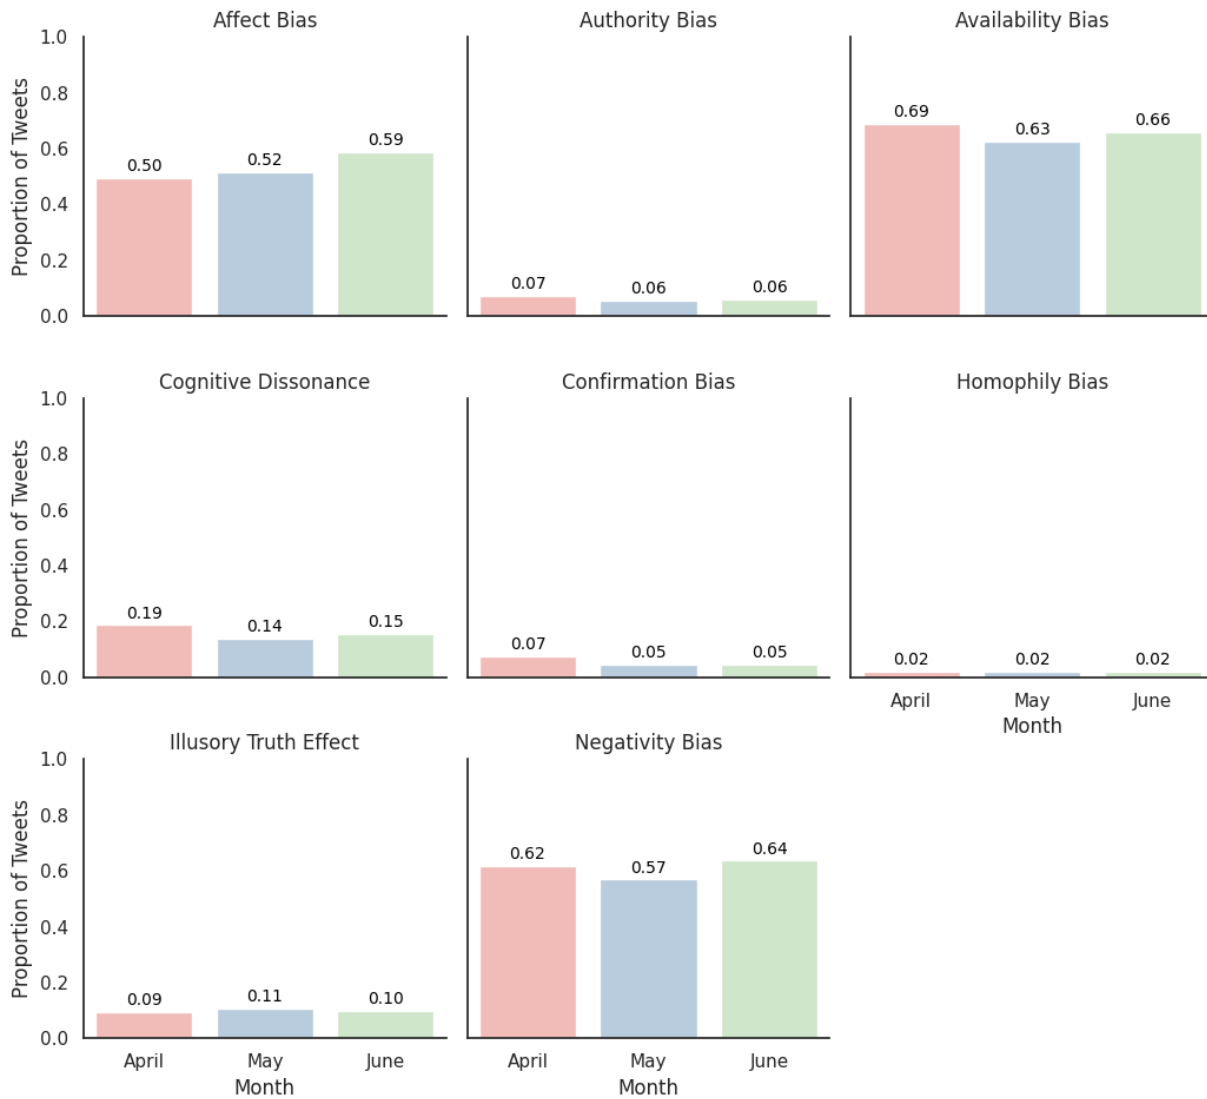 Affect Bias
Authority Bias
Availability Bias
Proportion of Tweets
1.0
0.8
0.6
0.4
0.2
0.0
0.50
0.52
0.59
0.07
0.06
0.06
0.69
0.63
0.66
Cognitive Dissonance
Confirmation Bias
Homophily Bias
Proportion of Tweets
1.0
0.8
0.6
0.4
0.2
0.0
0.19
0.14
0.15
0.07
0.05
0.05
0.02
0.02
0.02
April
May
June
Month
Illusory Truth Effect
Negativity Bias
Proportion of Tweets
1.0
0.8
0.6
0.4
0.2
0.0
0.09
0.11
0.10
0.62
0.57
0.64
April
May
June
Month
April
May
June
Month